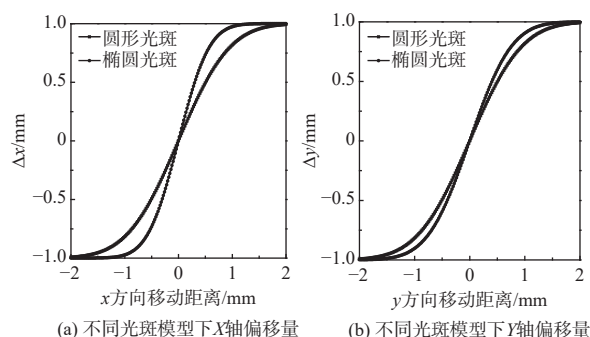 1.0
圆形光斑
椭圆光斑
0.5
0
−0.5
−1.0
Δx/mm
−2 −1 0 1 2
x方向移动距离/mm
(a) 不同光斑模型下X轴偏移量
1.0
圆形光斑
椭圆光斑
0.5
0
−0.5
−1.0
Δy/mm
−2 −1 0 1 2
y方向移动距离/mm
(b) 不同光斑模型下Y轴偏移量